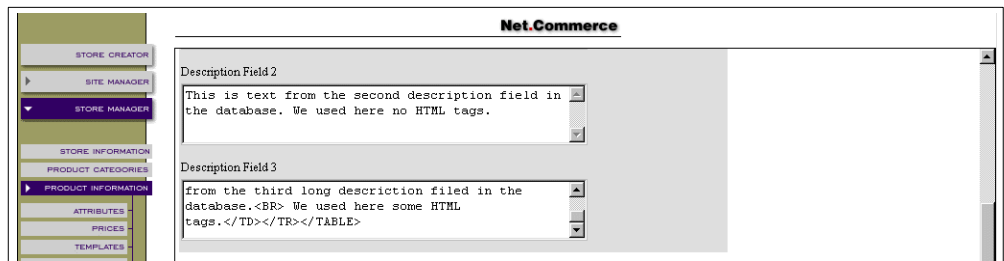 Net.Commerce
STORE CREATOR
SITE MANAGER
STORE MANAGER
STORE INFORMATION
PRODUCT CATEGORIES
PRODUCT INFORMATION
ATTRIBUTES
PRICES
TEMPLATES
Description Field 2
This is text from the second description field in
the database. We used here no HTML tags.
Description Field 3
from the third long descriction filed in the
database.<BR> We used here some HTML
tags.</TD></TR></TABLE>